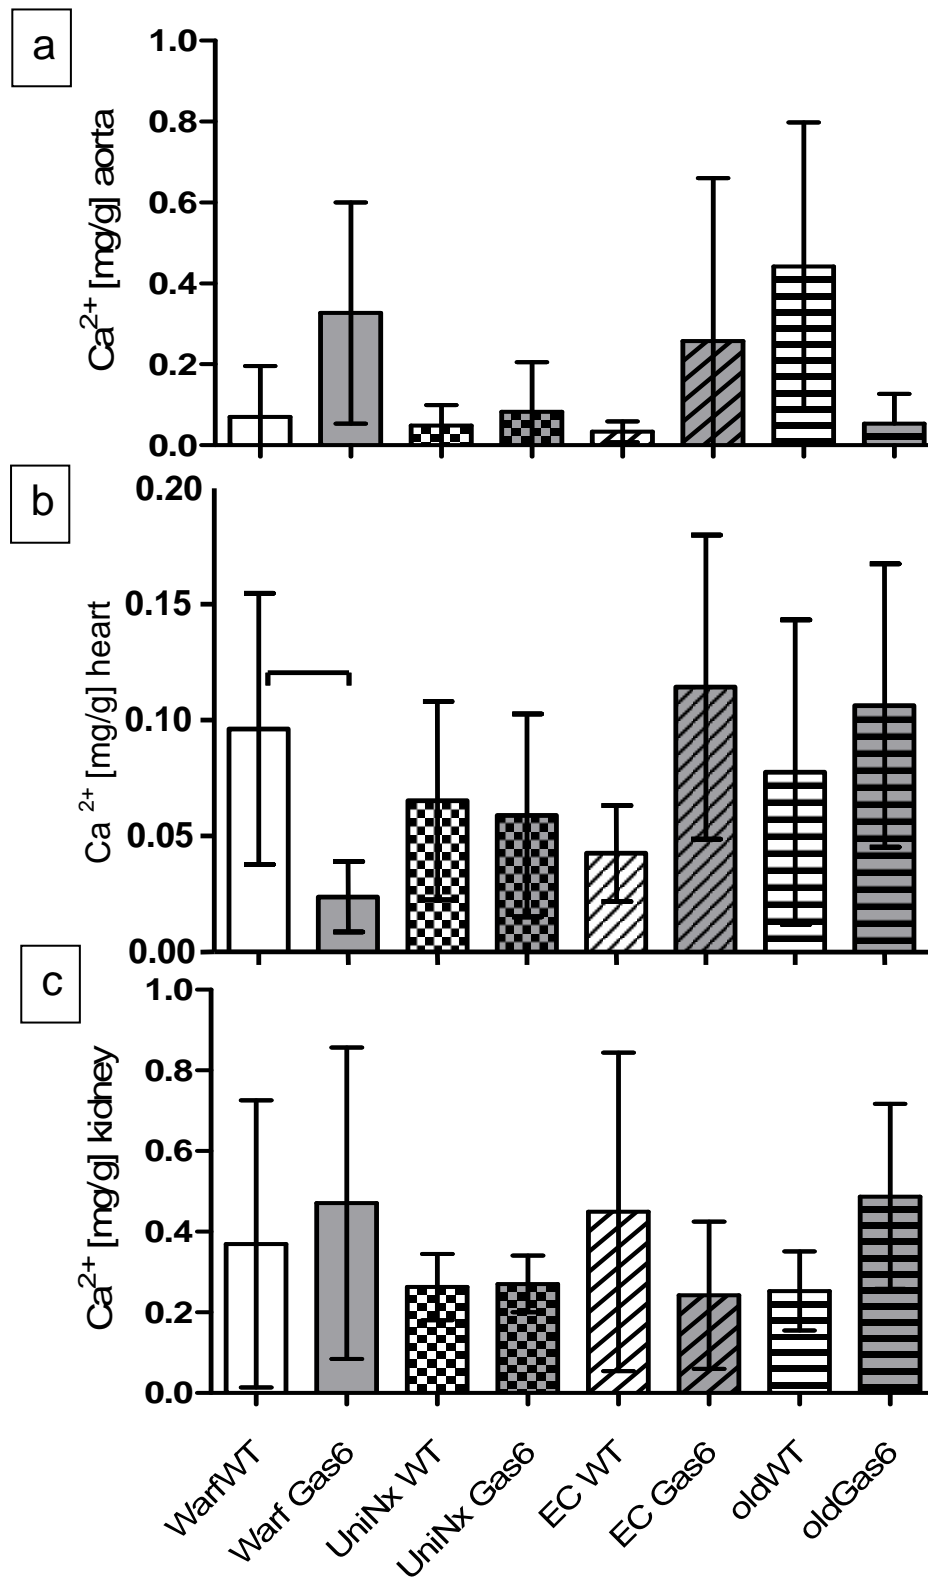 a
1.0
0.8
0.6
0.4
0.2
0.0
Ca2+ [mg/g] aorta
b
0.20
0.15
0.10
0.05
0.00
Ca 2+ [mg/g] heart
c
1.0
0.8
0.6
0.4
0.2
0.0
Ca2+ [mg/g] kidney
WarfWT
Warf Gas6
UniNx WT
UniNx Gas6
EC WT
EC Gas6
oldWT
oldGas6